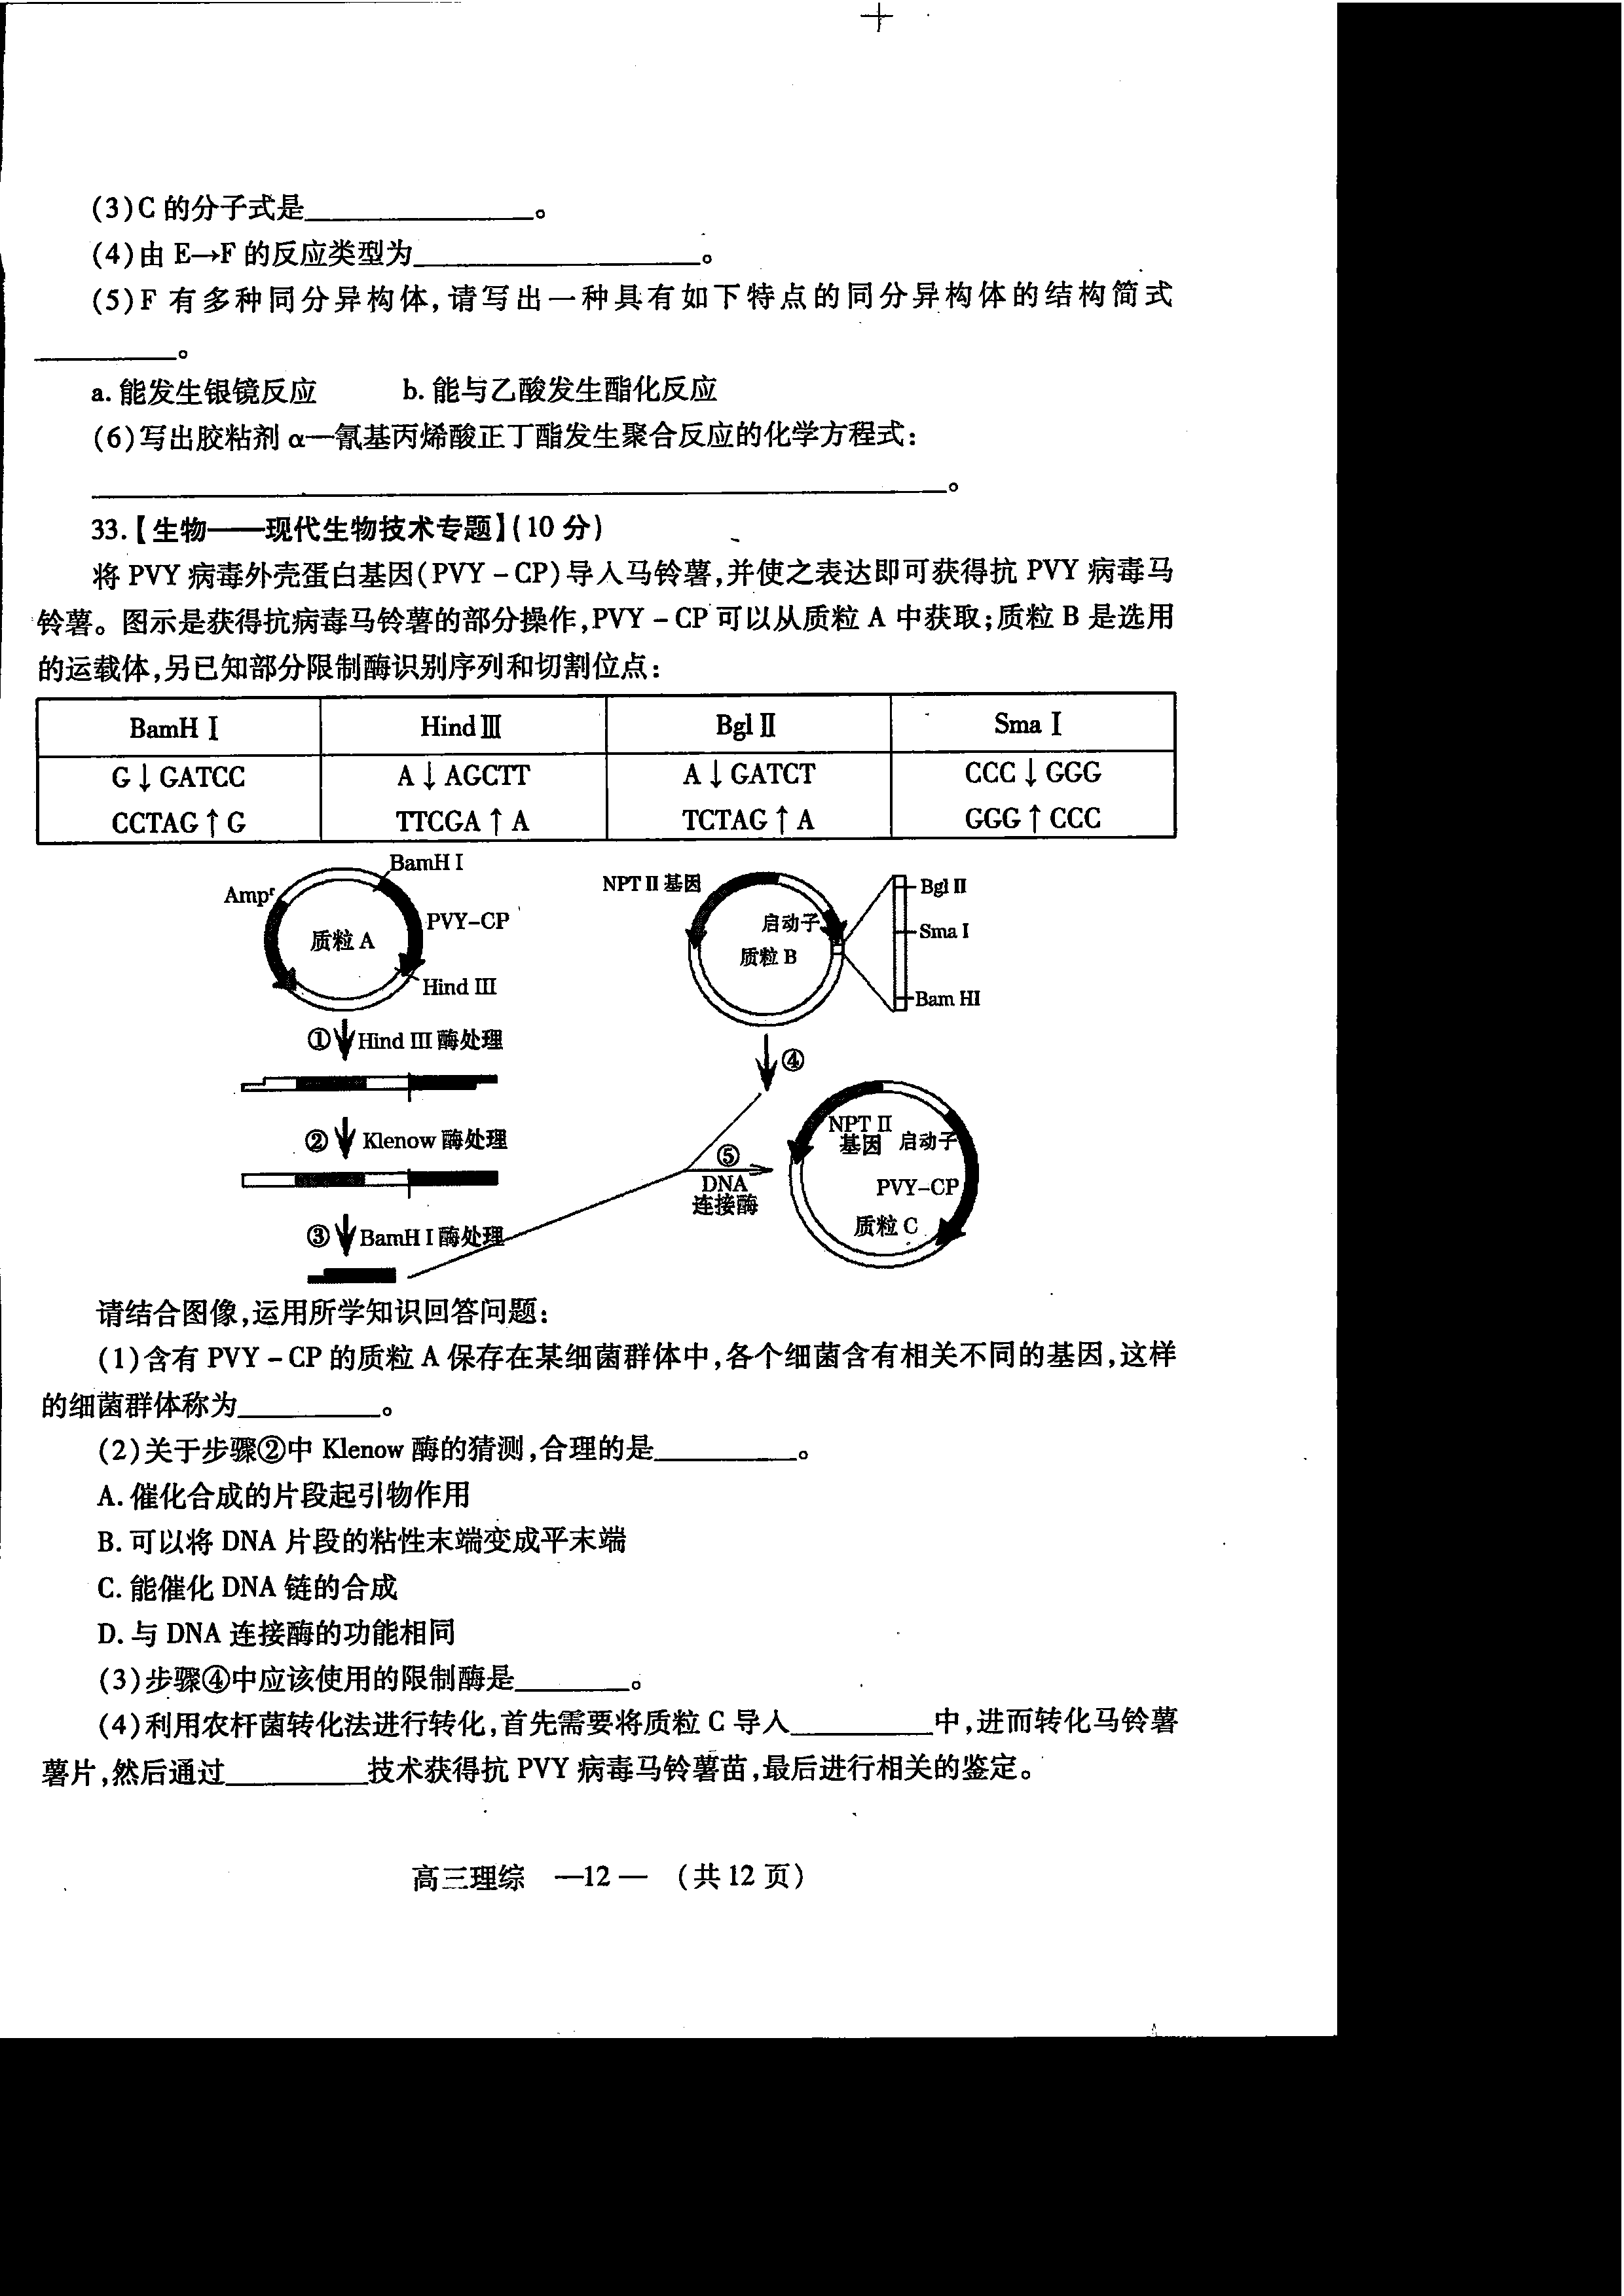 (3)C 的分子式是________。
(4)由 E→F 的反应类型为________。
(5)F 有多种同分异构体,请写出一种具有如下特点的同分异构体的结构简式
________。
a. 能发生银镜反应 b. 能与乙酸发生酯化反应
(6)写出胶粘剂 α—氰基丙烯酸正丁酯发生聚合反应的化学方程式:
________。
33.【生物——现代生物技术专题】(10 分)
将 PVY 病毒外壳蛋白基因(PVY-CP)导入马铃薯,并使之表达即可获得抗 PVY 病毒马
铃薯。图示是获得抗病毒马铃薯的部分操作,PVY-CP 可以从质粒 A 中获取;质粒 B 是选用
的运载体,另已知部分限制酶识别序列和切割位点:
BamH Ⅰ Hind Ⅲ Bgl Ⅱ Sma Ⅰ
G↓GATCC A↓AGCTT A↓GATCT CCC↓GGG
CCTAG↑G TTCGA↑A TCTAG↑A GGG↑CCC
BamH I
Ampʳ
PVY-CP
质粒 A
Hind III
NPT II 基因
启动子
质粒 B
Bgl II
Sma I
Bam HI
① Hind III 酶处理
② Klenow 酶处理
③ BamH I 酶处理
④
⑤
DNA
连接酶
NPT II
基因 启动子
PVY-CP
质粒 C
请结合图像,运用所学知识回答问题:
(1)含有 PVY-CP 的质粒 A 保存在某细菌群体中,各个细菌含有相关不同的基因,这样
的细菌群体称为________。
(2)关于步骤②中 Klenow 酶的猜测,合理的是________。
A. 催化合成的片段起引物作用
B. 可以将 DNA 片段的粘性末端变成平末端
C. 能催化 DNA 链的合成
D. 与 DNA 连接酶的功能相同
(3)步骤④中应该使用的限制酶是________。
(4)利用农杆菌转化法进行转化,首先需要将质粒 C 导入________中,进而转化马铃薯
薯片,然后通过________技术获得抗 PVY 病毒马铃薯苗,最后进行相关的鉴定。
高三理综 —12— (共 12 页)